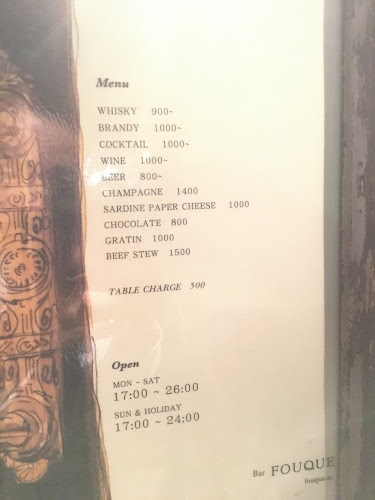 Menu
WHISKY 900~
BRANDY 1000~
COCKTAIL 1000~
WINE 1000~
BEER 800~
CHAMPAGNE 1400
SARDINE PAPER CHEESE 1000
CHOCOLATE 800
GRATIN 1000
BEEF STEW 1500
TABLE CHARGE 500
Open
MON ~ SAT
17:00 ~ 26:00
SUN & HOLIDAY
17:00 ~ 24:00
Bar FOUQUE